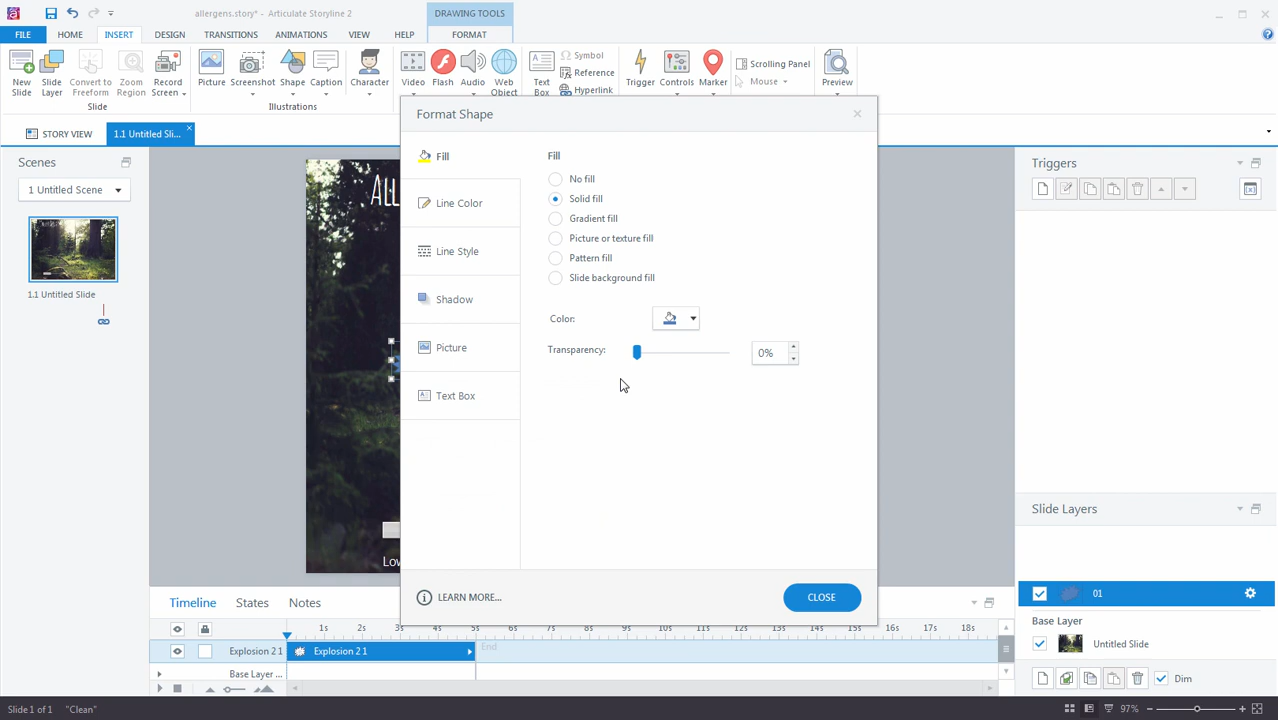 allergens.story* - Articulate Storyline 2
DRAWING TOOLS
FILE HOME INSERT DESIGN TRANSITIONS ANIMATIONS VIEW HELP FORMAT
New Slide
Slide Layer
Convert to Freeform
Zoom Region
Record Screen
Slide
Picture
Screenshot
Shape
Caption
Illustrations
Character
Video
Flash
Audio
Web Object
Text Box
Symbol
Reference
Hyperlink
Trigger
Controls
Marker
Scrolling Panel
Mouse
Preview
STORY VIEW
1.1 Untitled Sli...
Scenes
1 Untitled Scene
1.1 Untitled Slide
Format Shape
Fill
Line Color
Line Style
Shadow
Picture
Text Box
Fill
No fill
Solid fill
Gradient fill
Picture or texture fill
Pattern fill
Slide background fill
Color:
Transparency:
0%
LEARN MORE...
CLOSE
Triggers
Slide Layers
01
Base Layer
Untitled Slide
Dim
Timeline States Notes
1s 2s 3s 4s 5s 6s 7s 8s 9s 10s 11s 12s 13s 14s 15s 16s 17s 18s
Explosion 2 1
Explosion 2 1
End
Base Layer ...
Slide 1 of 1 "Clean"
97%